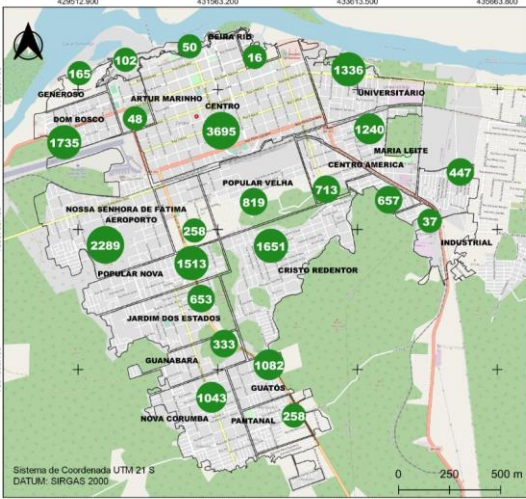 429512.900 431563.200 433613.500 435663.800
BEIRA RIO
50
16
102
165
1336
GENEROSO
UNIVERSITÁRIO
ARTUR MARINHO
CENTRO
DOM BOSCO
48
3695
1240
1735
MARIA LEITE
CENTRO AMERICA
447
POPULAR VELHA
713
657
819
NOSSA SENHORA DE FÁTIMA
AEROPORTO
37
258
2289
1651
INDUSTRIAL
1513
POPULAR NOVA
CRISTO REDENTOR
653
JARDIM DOS ESTADOS
333
GUANABARA
1082
GUATÓS
1043
258
NOVA CORUMBA
PANTANAL
Sistema de Coordenada UTM 21 S
DATUM: SIRGAS 2000
0 250 500 m